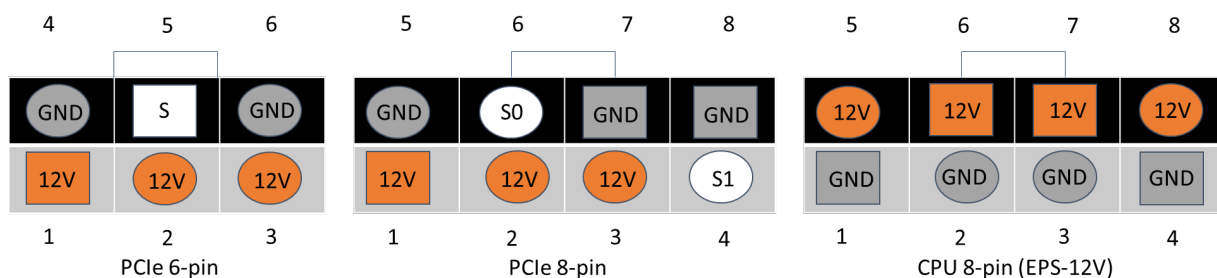 4 5 6 5 6 7 8 5 6 7 8
GND S GND GND S0 GND GND 12V 12V 12V 12V
12V 12V 12V 12V 12V 12V S1 GND GND GND GND
1 2 3 1 2 3 4 1 2 3 4
PCIe 6-pin PCIe 8-pin CPU 8-pin (EPS-12V)